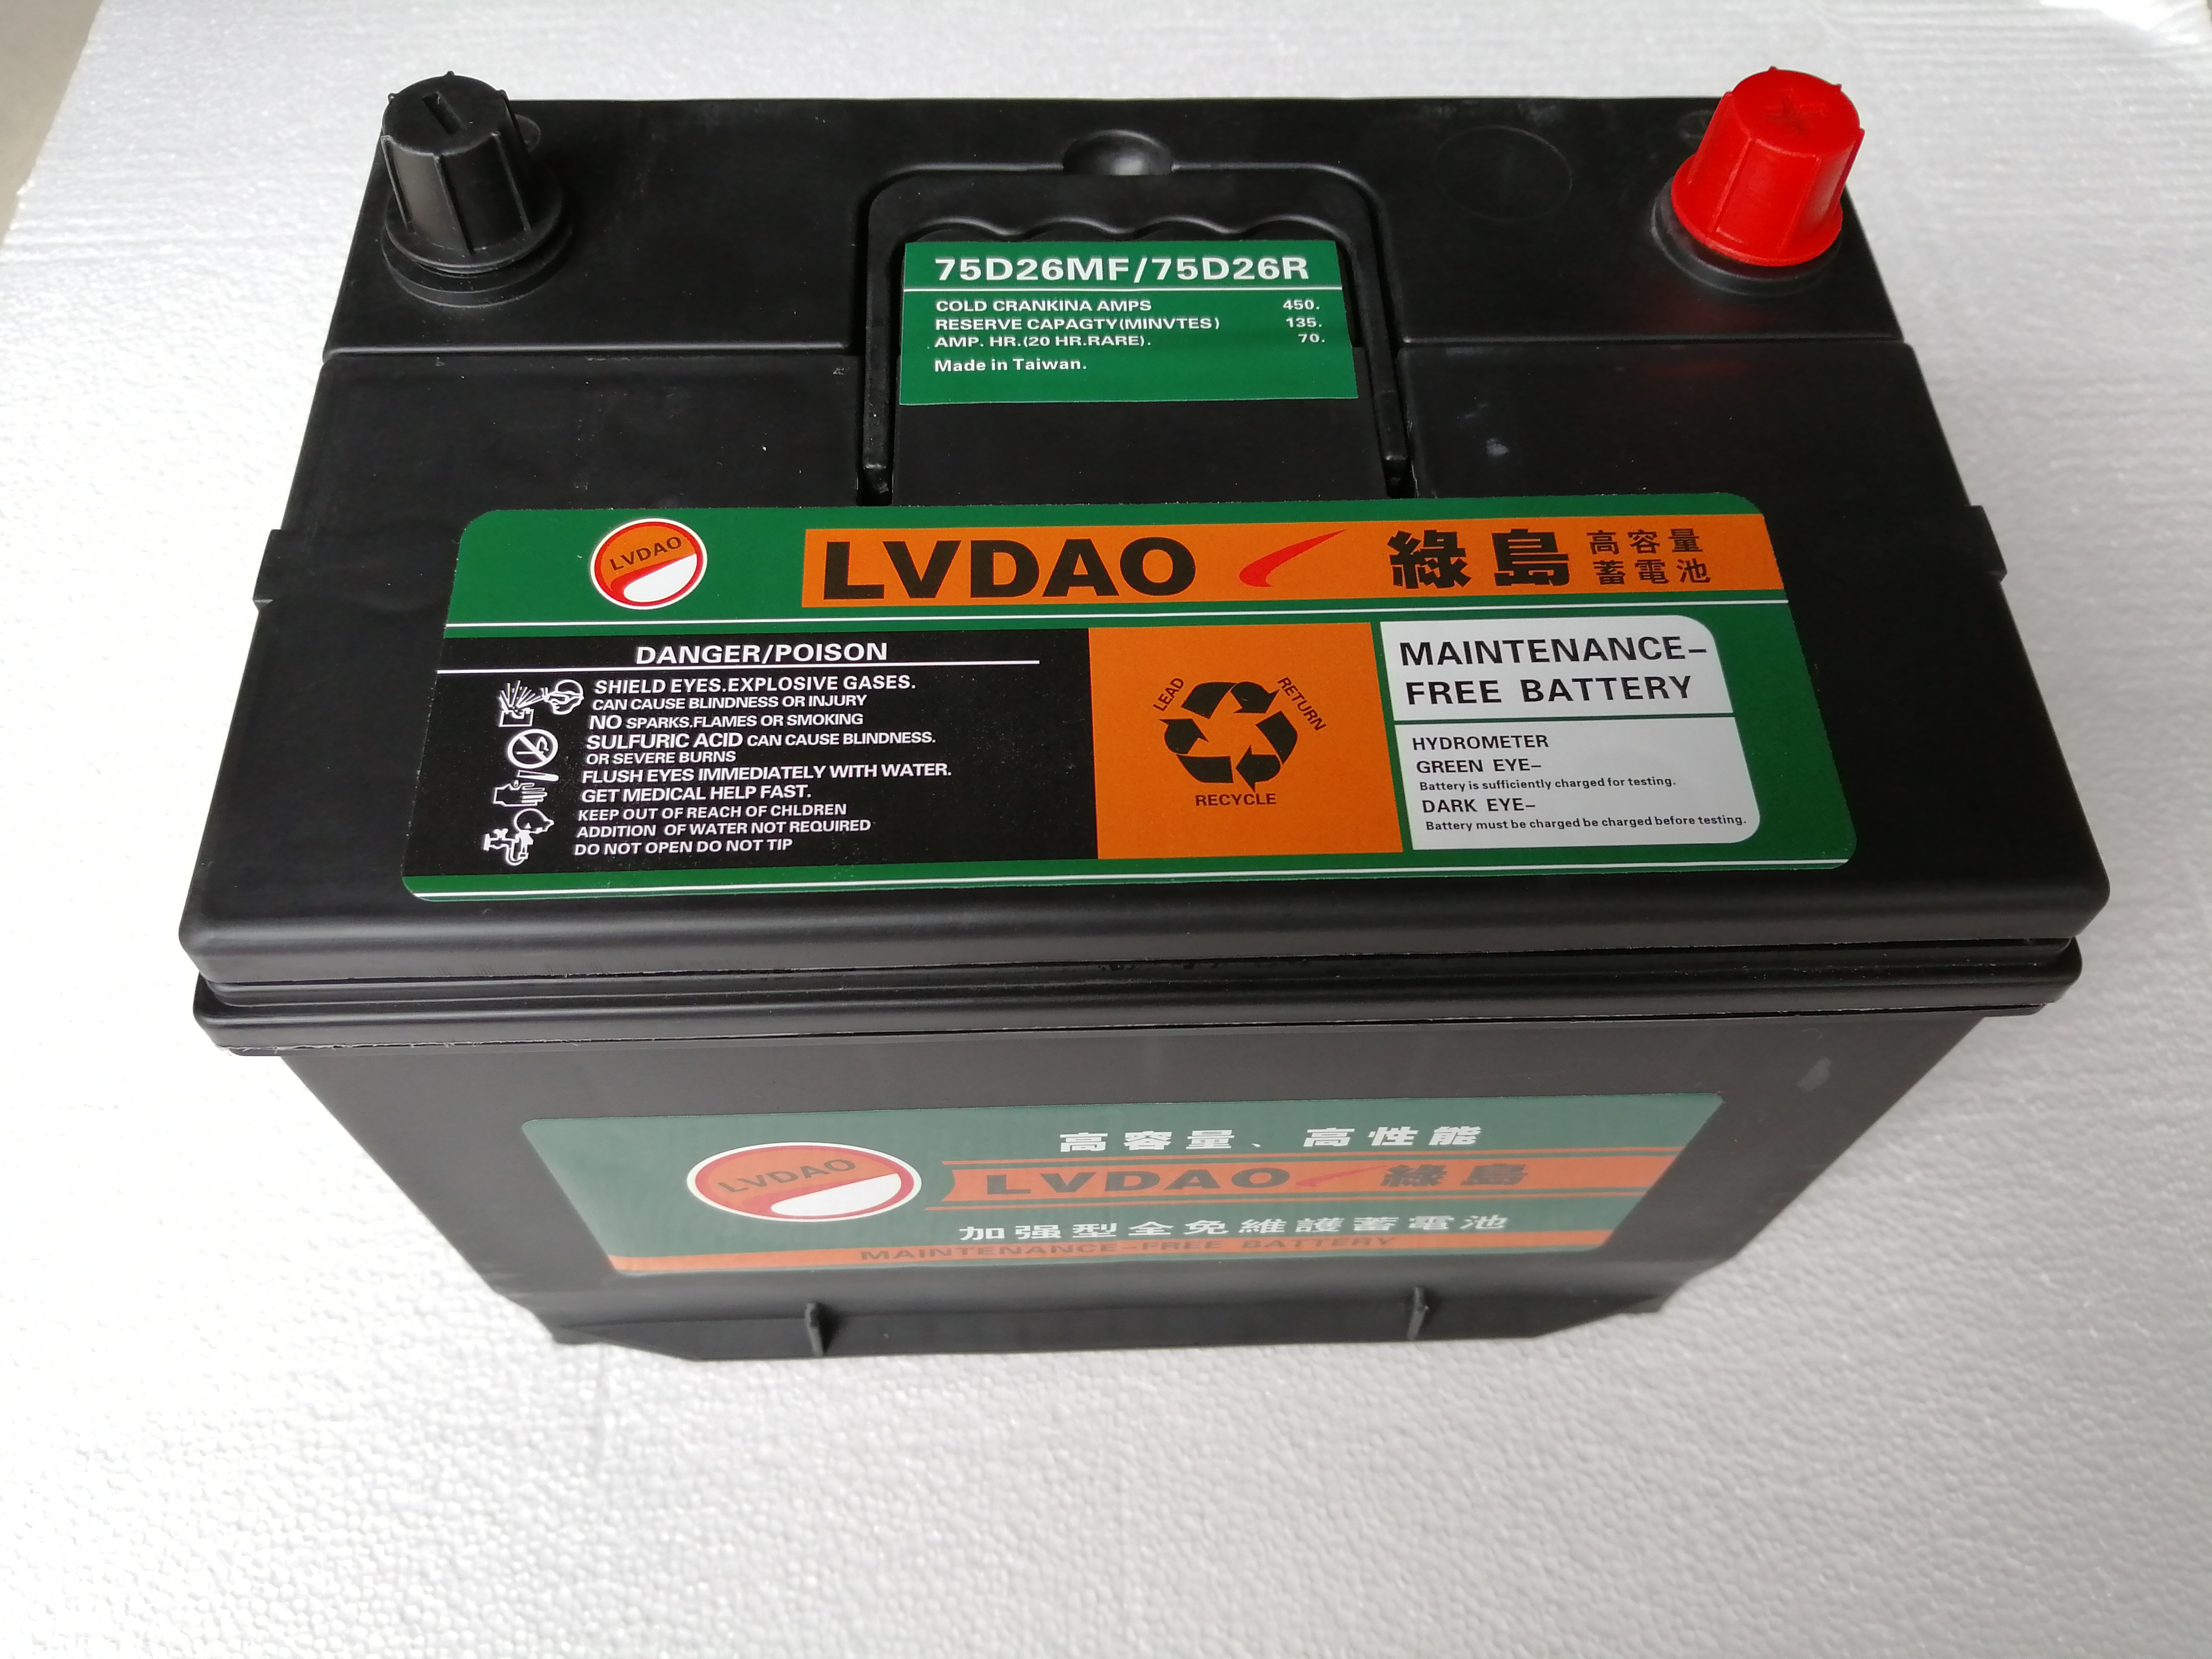 75D26MF/75D26R
COLD CRANKINA AMPS 450.
RESERVE CAPAGTY(MINVTES) 135.
AMP. HR.(20 HR.RARE). 70.
Made in Taiwan.
LVDAO
LVDAO 綠島 高容量
蓄電池
DANGER/POISON
SHIELD EYES.EXPLOSIVE GASES.
CAN CAUSE BLINDNESS OR INJURY
NO SPARKS.FLAMES OR SMOKING
SULFURIC ACID CAN CAUSE BLINDNESS.
OR SEVERE BURNS
FLUSH EYES IMMEDIATELY WITH WATER.
GET MEDICAL HELP FAST.
KEEP OUT OF REACH OF CHLDREN
ADDITION OF WATER NOT REQUIRED
DO NOT OPEN DO NOT TIP
LEAD
RETURN
RECYCLE
MAINTENANCE–
FREE BATTERY
HYDROMETER
GREEN EYE–
Battery is sufficiently charged for testing.
DARK EYE–
Battery must be charged be charged before testing.
高容量、高性能
LVDAO
LVDAO 綠島
加强型全免維護蓄電池
MAINTENANCE–FREE BATTERY